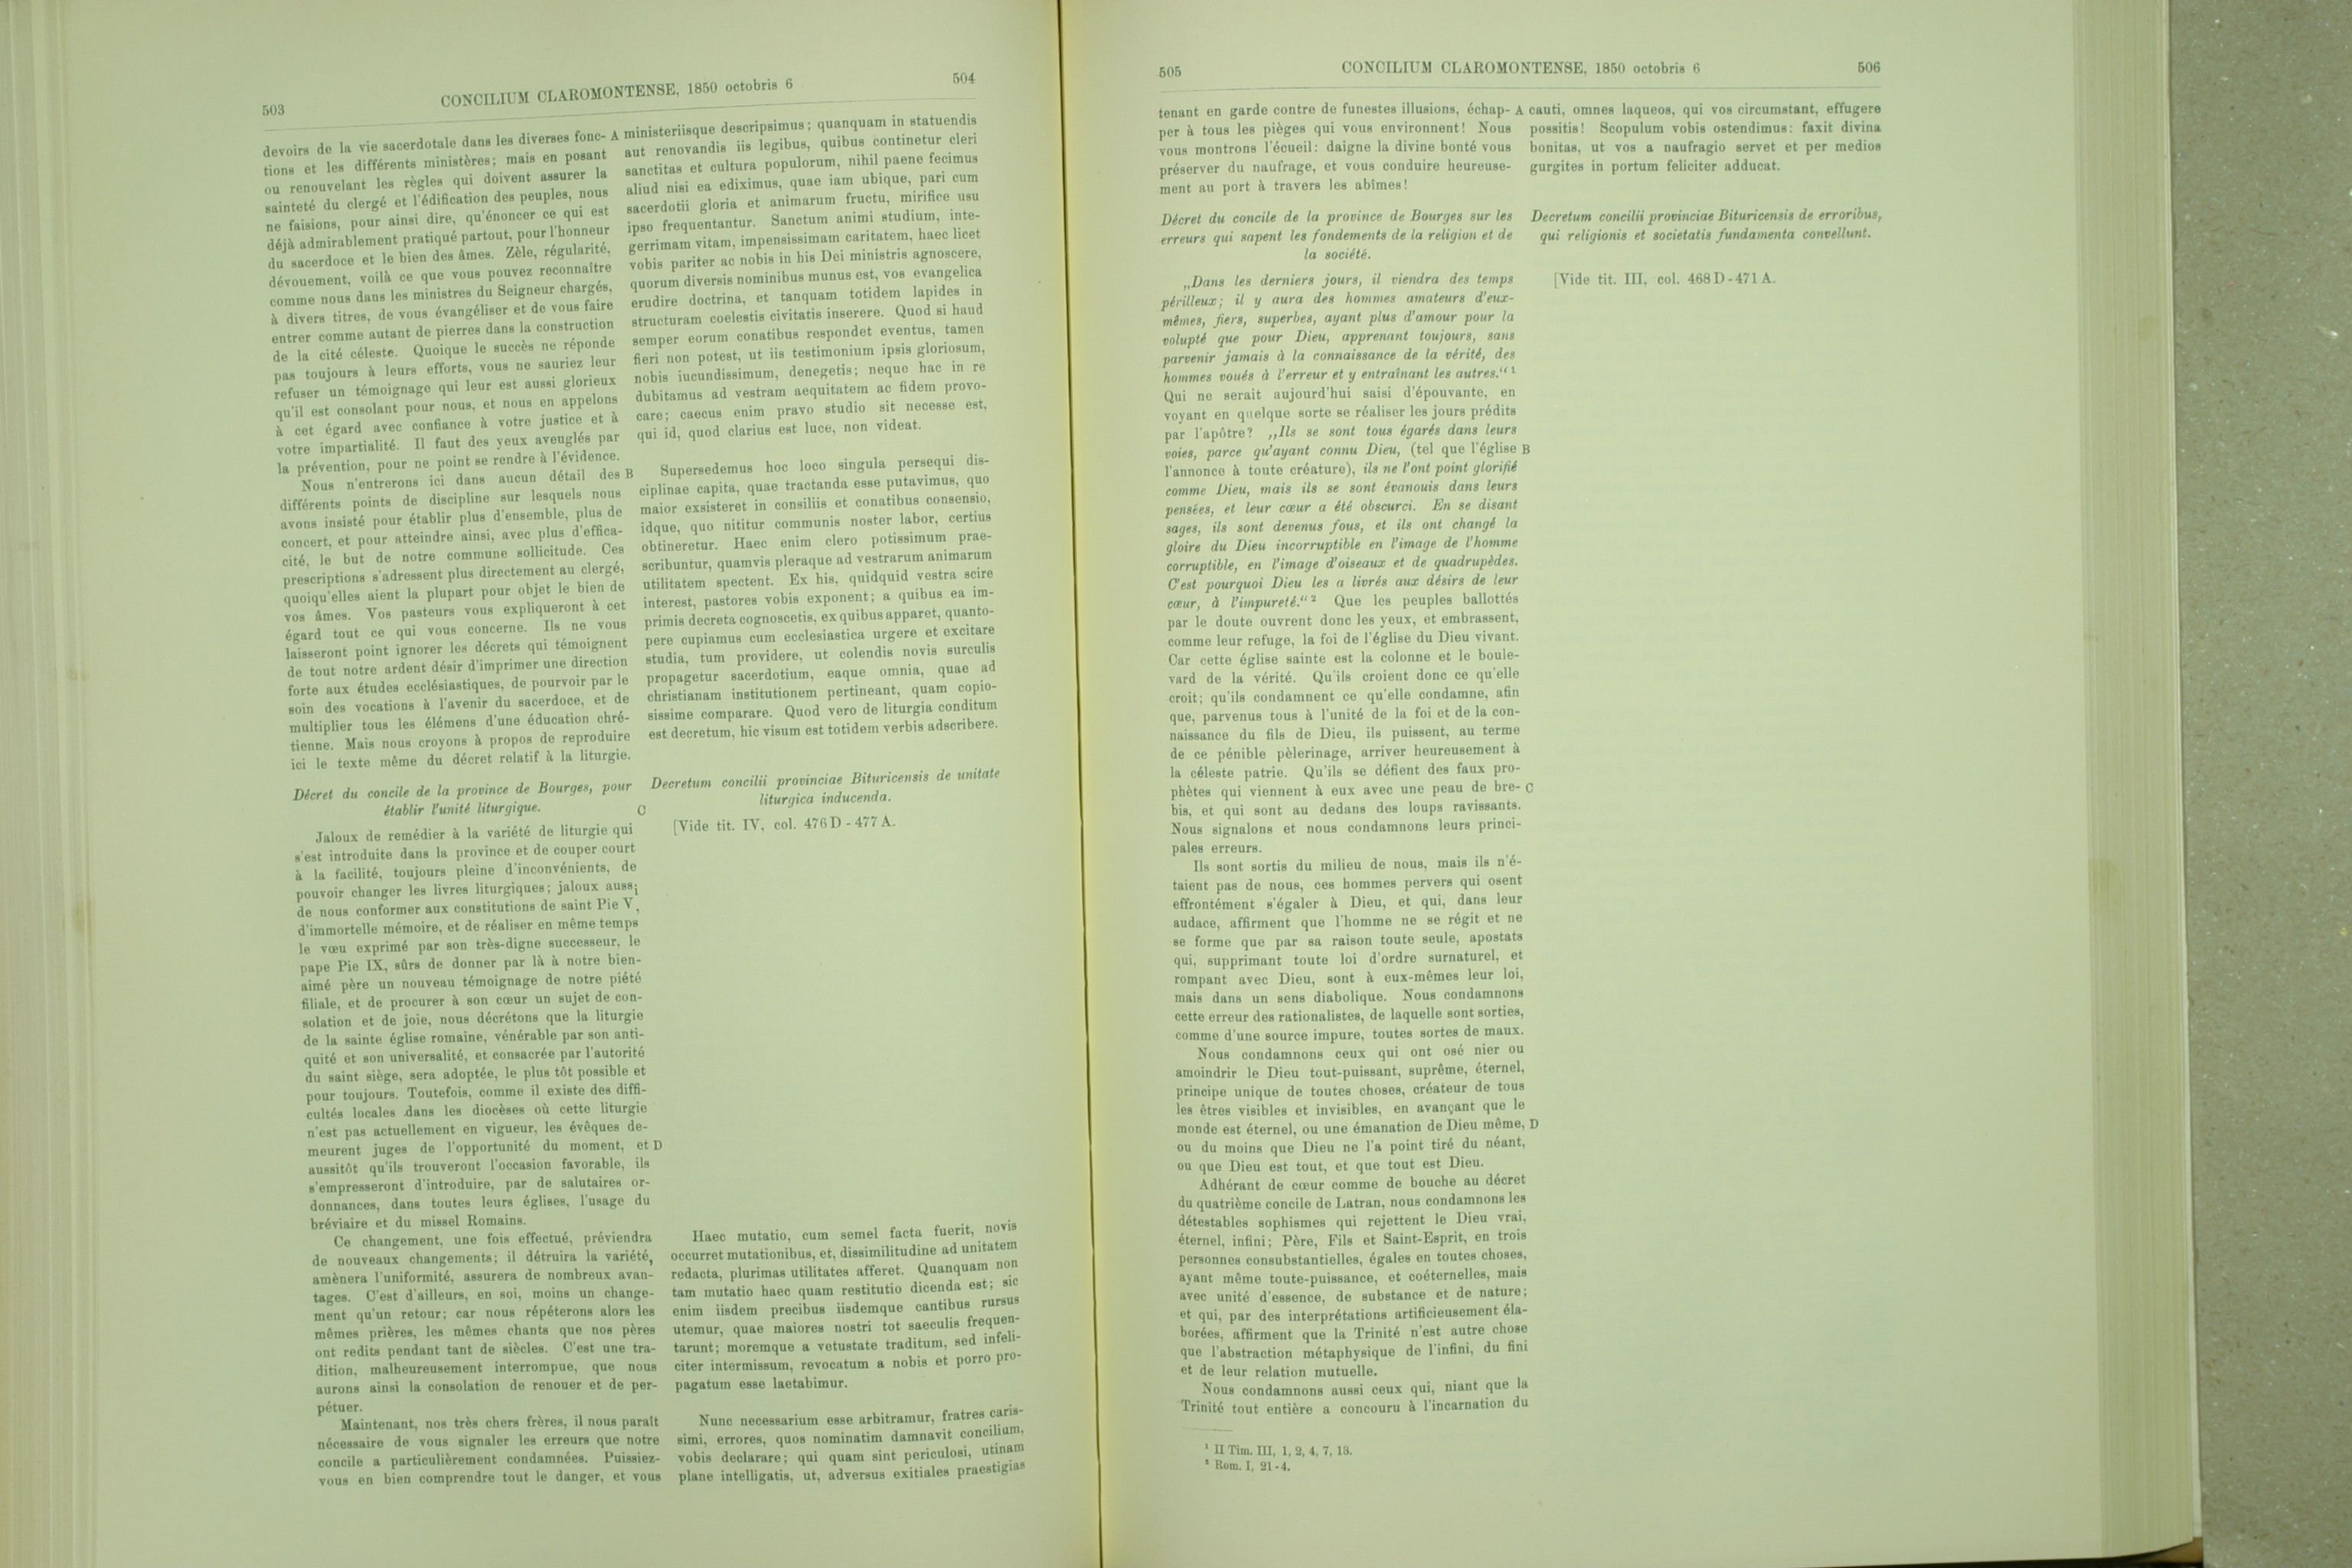 503
CONCILIUM CLAROMONTENSE, 1850 octobris 6
504
devoirs de la vie sacerdotale dans les diverses fonc-
tions et les différents ministères; mais en posant
ou renouvelant les règles qui doivent assurer la
sainteté du clergé et l'édification des peuples, nous
ne faisions, pour ainsi dire, qu'énoncer ce qui est
déjà admirablement pratiqué partout, pour l'honneur
du sacerdoce et le bien des âmes. Zèle, régularité,
dévouement, voilà ce que vous pouvez reconnaître
comme nous dans les ministres du Seigneur chargés,
à divers titres, de vous évangéliser et de vous faire
entrer comme autant de pierres dans la construction
de la cité céleste. Quoique le succès ne réponde
pas toujours à leurs efforts, vous ne sauriez leur
refuser un témoignage qui leur est aussi glorieux
qu'il est consolant pour nous, et nous en appelons
à cet égard avec confiance à votre justice et à
votre impartialité. Il faut des yeux aveuglés par
la prévention, pour ne point se rendre à l'évidence.
Nous n'entrerons ici dans aucun détail des
différents points de discipline sur lesquels nous
avons insisté pour établir plus d'ensemble, plus de
concert, et pour atteindre ainsi, avec plus d'effica-
cité, le but de notre commune sollicitude. Ces
prescriptions s'adressent plus directement au clergé,
quoiqu'elles aient la plupart pour objet le bien de
vos âmes. Vos pasteurs vous expliqueront à cet
égard tout ce qui vous concerne. Ils ne vous
laisseront point ignorer les décrets qui témoignent
de tout notre ardent désir d'imprimer une direction
forte aux études ecclésiastiques, de pourvoir par le
soin des vocations à l'avenir du sacerdoce, et de
multiplier tous les élémens d'une éducation chré-
tienne. Mais nous croyons à propos de reproduire
ici le texte même du décret relatif à la liturgie.
Décret du concile de la province de Bourges, pour
établir l'unité liturgique.
Jaloux de remédier à la variété de liturgie qui
s'est introduite dans la province et de couper court
à la facilité, toujours pleine d'inconvénients, de
pouvoir changer les livres liturgiques; jaloux aussi
de nous conformer aux constitutions de saint Pie V,
d'immortelle mémoire, et de réaliser en même temps
le vœu exprimé par son très-digne successeur, le
pape Pie IX, sûrs de donner par là à notre bien-
aimé père un nouveau témoignage de notre piété
filiale, et de procurer à son cœur un sujet de con-
solation et de joie, nous décrétons que la liturgie
de la sainte église romaine, vénérable par son anti-
quité et son universalité, et consacrée par l'autorité
du saint siège, sera adoptée, le plus tôt possible et
pour toujours. Toutefois, comme il existe des diffi-
cultés locales dans les diocèses où cette liturgie
n'est pas actuellement en vigueur, les évêques de-
meurent juges de l'opportunité du moment, et
aussitôt qu'ils trouveront l'occasion favorable, ils
s'empresseront d'introduire, par de salutaires or-
donnances, dans toutes leurs églises, l'usage du
bréviaire et du missel Romains.
Ce changement, une fois effectué, préviendra
de nouveaux changements; il détruira la variété,
amènera l'uniformité, assurera de nombreux avan-
tages. C'est d'ailleurs, en soi, moins un change-
ment qu'un retour; car nous répéterons alors les
mêmes prières, les mêmes chants que nos pères
ont redits pendant tant de siècles. C'est une tra-
dition, malheureusement interrompue, que nous
aurons ainsi la consolation de renouer et de per-
pétuer.
Maintenant, nos très chers frères, il nous paraît
nécessaire de vous signaler les erreurs que notre
concile a particulièrement condamnées. Puissiez-
vous en bien comprendre tout le danger, et vous
A
B
C
D
ministeriisque descripsimus; quanquam in statuendis
aut renovandis iis legibus, quibus continetur cleri
sanctitas et cultura populorum, nihil paene fecimus
aliud nisi ea ediximus, quae iam ubique, pari cum
sacerdotii gloria et animarum fructu, mirifice usu
ipso frequentantur. Sanctum animi studium, inte-
gerrimam vitam, impensissimam caritatem, haec licet
vobis pariter ac nobis in his Dei ministris agnoscere,
quorum diversis nominibus munus est, vos evangelica
erudire doctrina, et tanquam totidem lapides in
structuram coelestis civitatis inserere. Quod si haud
semper eorum conatibus respondet eventus, tamen
fieri non potest, ut iis testimonium ipsis gloriosum,
nobis iucundissimum, denegetis; neque hac in re
dubitamus ad vestram aequitatem ac fidem provo-
care; caecus enim pravo studio sit necesse est,
qui id, quod clarius est luce, non videat.
Supersedemus hoc loco singula persequi dis-
ciplinae capita, quae tractanda esse putavimus, quo
maior exsisteret in consiliis et conatibus consensio,
idque, quo nititur communis noster labor, certius
obtineretur. Haec enim clero potissimum prae-
scribuntur, quamvis pleraque ad vestrarum animarum
utilitatem spectent. Ex his, quidquid vestra scire
interest, pastores vobis exponent; a quibus ea im-
primis decreta cognoscetis, ex quibus apparet, quanto-
pere cupiamus cum ecclesiastica urgere et excitare
studia, tum providere, ut colendis novis surculis
propagetur sacerdotium, eaque omnia, quae ad
christianam institutionem pertineant, quam copio-
sissime comparare. Quod vero de liturgia conditum
est decretum, hic visum est totidem verbis adscribere.
Decretum concilii provinciae Bituricensis de unitate
liturgica inducenda.
[Vide tit. IV, col. 476 D - 477 A.
Haec mutatio, cum semel facta fuerit, novis
occurret mutationibus, et, dissimilitudine ad unitatem
redacta, plurimas utilitates afferet. Quanquam non
tam mutatio haec quam restitutio dicenda est; sic
enim iisdem precibus iisdemque cantibus rursus
utemur, quae maiores nostri tot saeculis frequen-
tarunt; moremque a vetustate traditum, sed infeli-
citer intermissum, revocatum a nobis et porro pro-
pagatum esse laetabimur.
Nunc necessarium esse arbitramur, fratres caris-
simi, errores, quos nominatim damnavit concilium,
vobis declarare; qui quam sint periculosi, utinam
plane intelligatis, ut, adversus exitiales praestigias
505
CONCILIUM CLAROMONTENSE, 1850 octobris 6
506
tenant en garde contre de funestes illusions, échap-
per à tous les pièges qui vous environnent! Nous
vous montrons l'écueil: daigne la divine bonté vous
préserver du naufrage, et vous conduire heureuse-
ment au port à travers les abîmes!
Décret du concile de la province de Bourges sur les
erreurs qui sapent les fondements de la religion et de
la société.
„Dans les derniers jours, il viendra des temps
périlleux; il y aura des hommes amateurs d'eux-
mêmes, fiers, superbes, ayant plus d'amour pour la
volupté que pour Dieu, apprenant toujours, sans
parvenir jamais à la connaissance de la vérité, des
hommes voués à l'erreur et y entraînant les autres.“ ¹
Qui ne serait aujourd'hui saisi d'épouvante, en
voyant en quelque sorte se réaliser les jours prédits
par l'apôtre? „Ils se sont tous égarés dans leurs
voies, parce qu'ayant connu Dieu, (tel que l'église
l'annonce à toute créature), ils ne l'ont point glorifié
comme Dieu, mais ils se sont évanouis dans leurs
pensées, et leur cœur a été obscurci. En se disant
sages, ils sont devenus fous, et ils ont changé la
gloire du Dieu incorruptible en l'image de l'homme
corruptible, en l'image d'oiseaux et de quadrupèdes.
C'est pourquoi Dieu les a livrés aux désirs de leur
cœur, à l'impureté.“ ² Que les peuples ballottés
par le doute ouvrent donc les yeux, et embrassent,
comme leur refuge, la foi de l'église du Dieu vivant.
Car cette église sainte est la colonne et le boule-
vard de la vérité. Qu'ils croient donc ce qu'elle
croit; qu'ils condamnent ce qu'elle condamne, afin
que, parvenus tous à l'unité de la foi et de la con-
naissance du fils de Dieu, ils puissent, au terme
de ce pénible pèlerinage, arriver heureusement à
la céleste patrie. Qu'ils se défient des faux pro-
phètes qui viennent à eux avec une peau de bre-
bis, et qui sont au dedans des loups ravissants.
Nous signalons et nous condamnons leurs princi-
pales erreurs.
Ils sont sortis du milieu de nous, mais ils n'é-
taient pas de nous, ces hommes pervers qui osent
effrontément s'égaler à Dieu, et qui, dans leur
audace, affirment que l'homme ne se régit et ne
se forme que par sa raison toute seule, apostats
qui, supprimant toute loi d'ordre surnaturel, et
rompant avec Dieu, sont à eux-mêmes leur loi,
mais dans un sens diabolique. Nous condamnons
cette erreur des rationalistes, de laquelle sont sorties,
comme d'une source impure, toutes sortes de maux.
Nous condamnons ceux qui ont osé nier ou
amoindrir le Dieu tout-puissant, suprême, éternel,
principe unique de toutes choses, créateur de tous
les êtres visibles et invisibles, en avançant que le
monde est éternel, ou une émanation de Dieu même,
ou du moins que Dieu ne l'a point tiré du néant,
ou que Dieu est tout, et que tout est Dieu.
Adhérant de cœur comme de bouche au décret
du quatrième concile de Latran, nous condamnons les
détestables sophismes qui rejettent le Dieu vrai,
éternel, infini; Père, Fils et Saint-Esprit, en trois
personnes consubstantielles, égales en toutes choses,
ayant même toute-puissance, et coéternelles, mais
avec unité d'essence, de substance et de nature;
et qui, par des interprétations artificieusement éla-
borées, affirment que la Trinité n'est autre chose
que l'abstraction métaphysique de l'infini, du fini
et de leur relation mutuelle.
Nous condamnons aussi ceux qui, niant que la
Trinité tout entière a concouru à l'incarnation du
A
B
C
D
cauti, omnes laqueos, qui vos circumstant, effugere
possitis! Scopulum vobis ostendimus: faxit divina
bonitas, ut vos a naufragio servet et per medios
gurgites in portum feliciter adducat.
Decretum concilii provinciae Bituricensis de erroribus,
qui religionis et societatis fundamenta convellunt.
[Vide tit. III, col. 468 D - 471 A.
¹ II Tim. III, 1, 2, 4, 7, 13.
² Rom. I, 21-4.